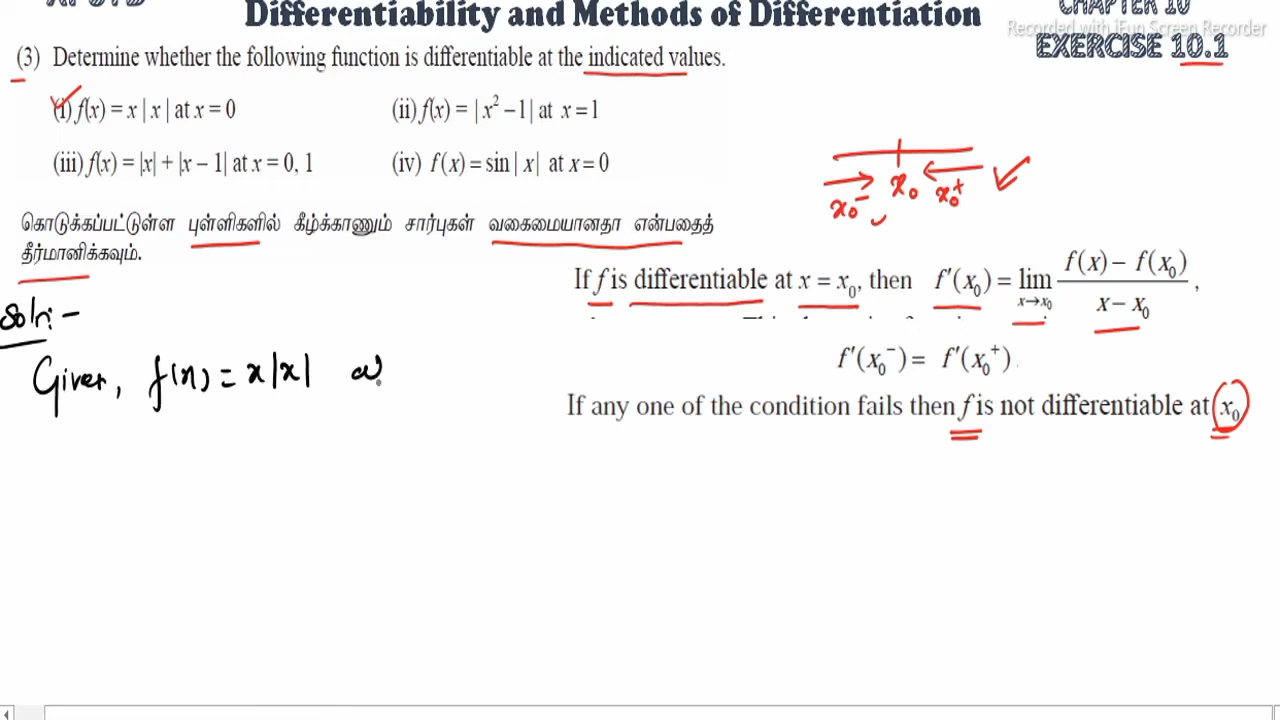 Differentiability and Methods of Differentiation
CHAPTER 10
Recorded with iFun Screen Recorder
EXERCISE 10.1
(3) Determine whether the following function is differentiable at the indicated values.
(i) f(x) = x | x | at x = 0
(ii) f(x) = | x² – 1 | at x = 1
(iii) f(x) = |x| + |x – 1| at x = 0, 1
(iv) f(x) = sin | x | at x = 0
x₀⁻ x₀ x₀⁺
கொடுக்கப்பட்டுள்ள புள்ளிகளில் கீழ்க்காணும் சார்புகள் வகைமையானதா என்பதைத்
தீர்மானிக்கவும்.
If f is differentiable at x = x₀, then f′(x₀) = lim x→x₀ f(x) – f(x₀) / x – x₀ ,
Soln: –
f′(x₀⁻) = f′(x₀⁺)
Given, f(x) = x|x|
If any one of the condition fails then f is not differentiable at x₀